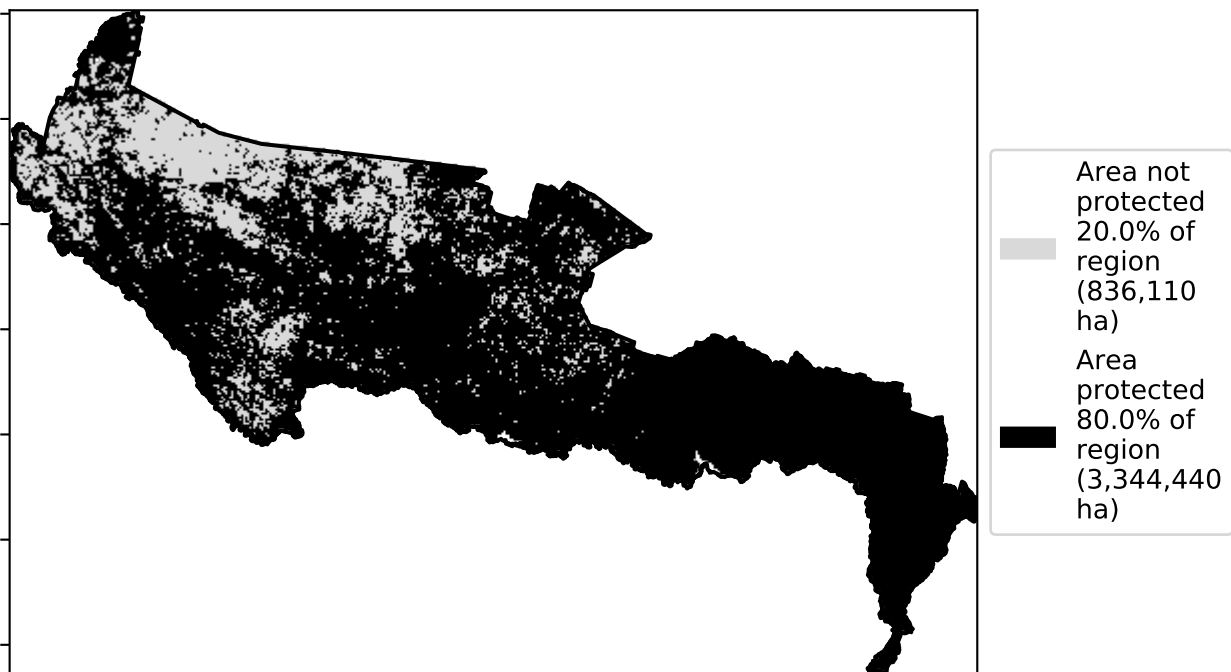 Area not
protected
20.0% of
region
(836,110
ha)
Area
protected
80.0% of
region
(3,344,440
ha)